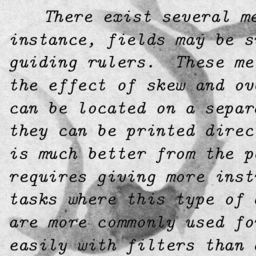 There exist several me
instance, fields may be s
guiding rulers. These me
the effect of skew and ov
can be located on a separ
they can be printed direc
is much better from the p
requires giving more inst
tasks where this type of
are more commonly used fo
easily with filters than